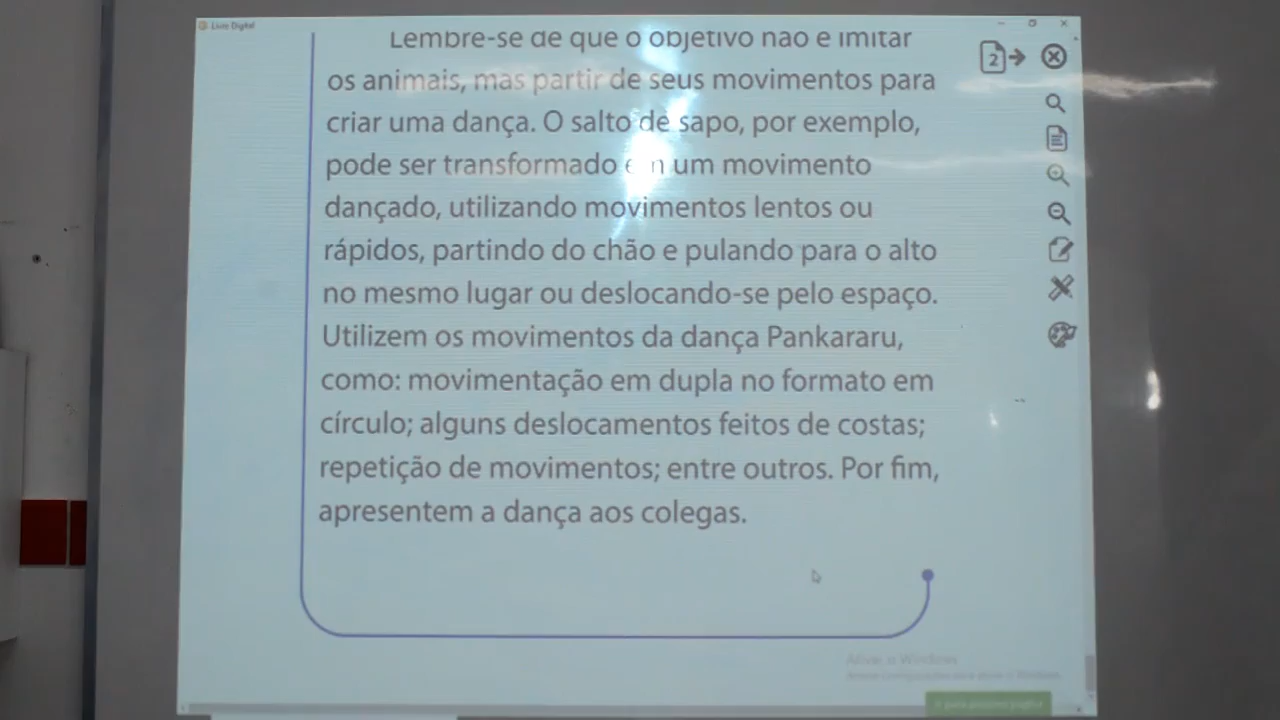 Livro Digital
Lembre-se de que o objetivo não é imitar
os animais, mas partir de seus movimentos para
criar uma dança. O salto de sapo, por exemplo,
pode ser transformado em um movimento
dançado, utilizando movimentos lentos ou
rápidos, partindo do chão e pulando para o alto
no mesmo lugar ou deslocando-se pelo espaço.
Utilizem os movimentos da dança Pankararu,
como: movimentação em dupla no formato em
círculo; alguns deslocamentos feitos de costas;
repetição de movimentos; entre outros. Por fim,
apresentem a dança aos colegas.
2
Ativar o Windows